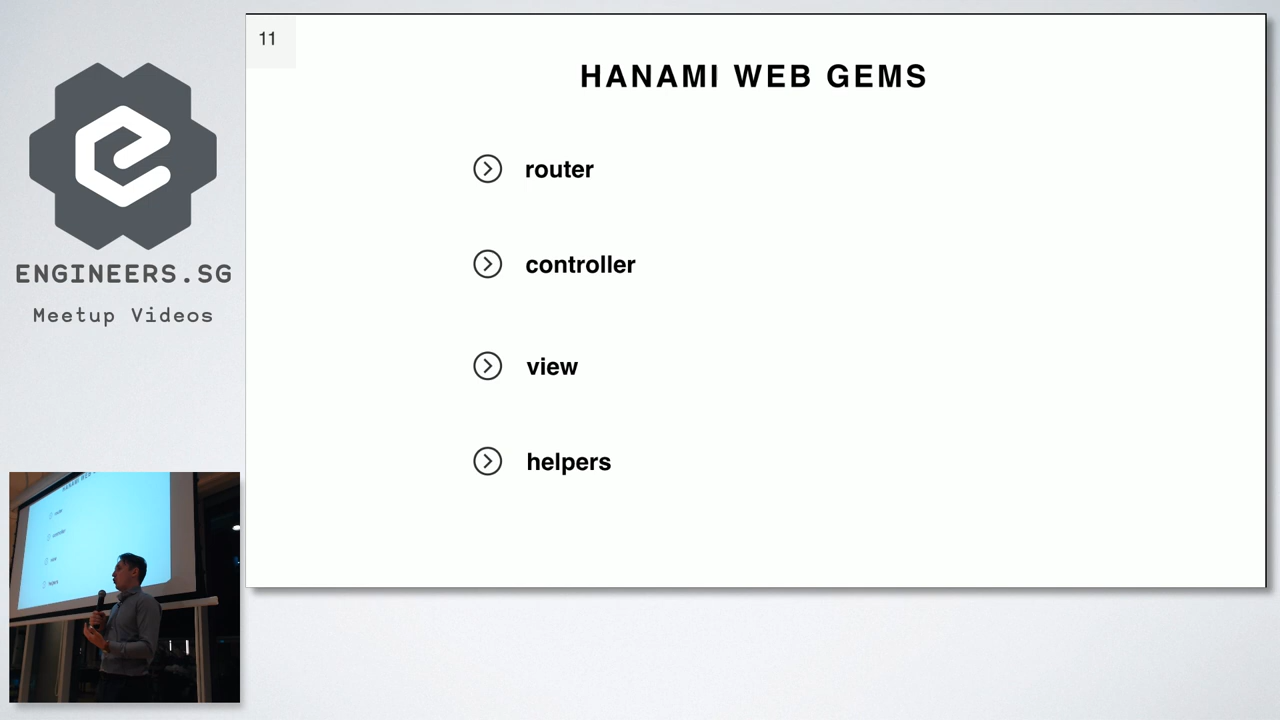 11
HANAMI WEB GEMS
router
controller
view
helpers
ENGINEERS.SG
Meetup Videos